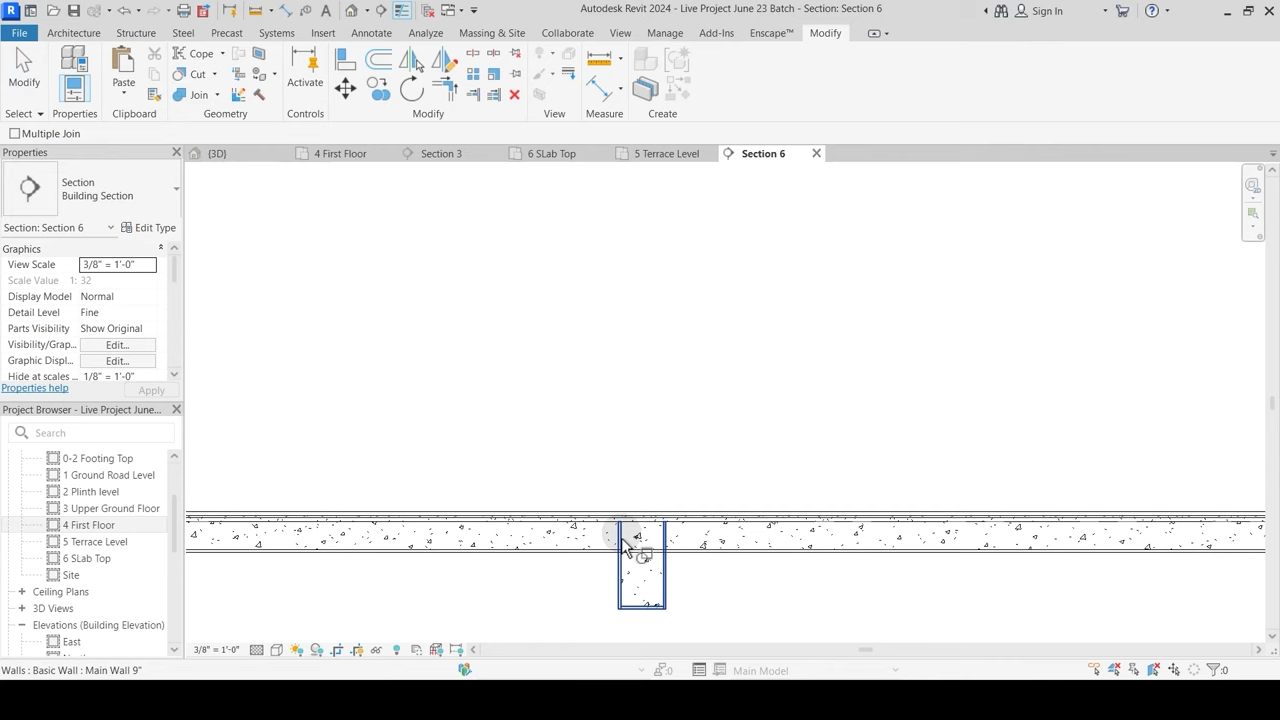 Autodesk Revit 2024 - Live Project June 23 Batch - Section: Section 6
Sign In
File Architecture Structure Steel Precast Systems Insert Annotate Analyze Massing & Site Collaborate View Manage Add-Ins Enscape™ Modify
Modify
Paste
Cope
Cut
Join
Activate
Select Properties Clipboard Geometry Controls Modify View Measure Create
Multiple Join
Properties
{3D} 4 First Floor Section 3 6 SLab Top 5 Terrace Level Section 6
Section
Building Section
Section: Section 6 Edit Type
Graphics
View Scale 3/8" = 1'-0"
Scale Value 1: 32
Display Model Normal
Detail Level Fine
Parts Visibility Show Original
Visibility/Grap... Edit...
Graphic Displ... Edit...
Hide at scales ... 1/8" = 1'-0"
Properties help Apply
Project Browser - Live Project June...
Search
0-2 Footing Top
1 Ground Road Level
2 Plinth level
3 Upper Ground Floor
4 First Floor
5 Terrace Level
6 SLab Top
Site
Ceiling Plans
3D Views
Elevations (Building Elevation)
East
3/8" = 1'-0"
Walls : Basic Wall : Main Wall 9"
:0
Main Model
:0